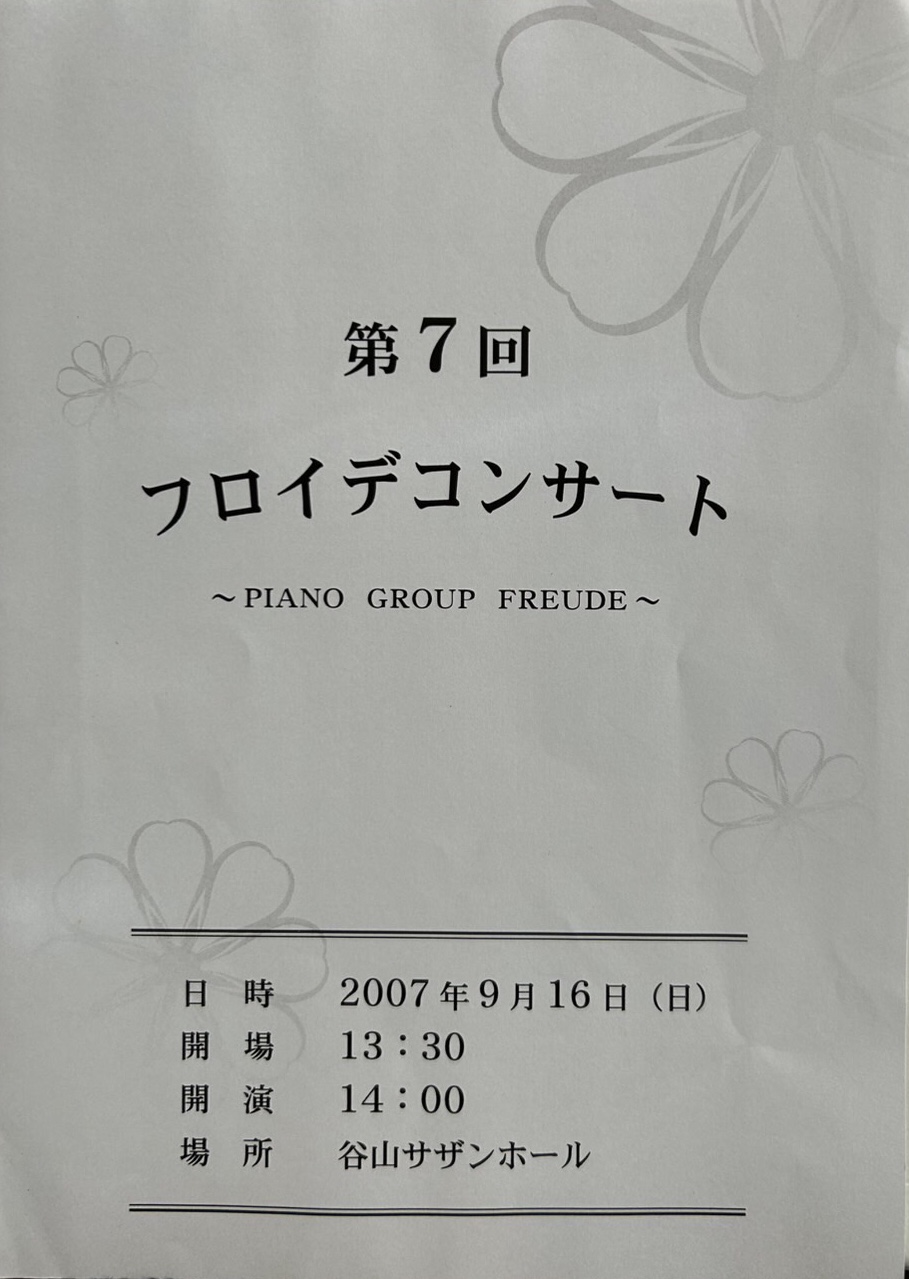 第7回
フロイデコンサート
～PIANO GROUP FREUDE～
日 時 2007年9月16日（日）
開 場 13：30
開 演 14：00
場 所 谷山サザンホール